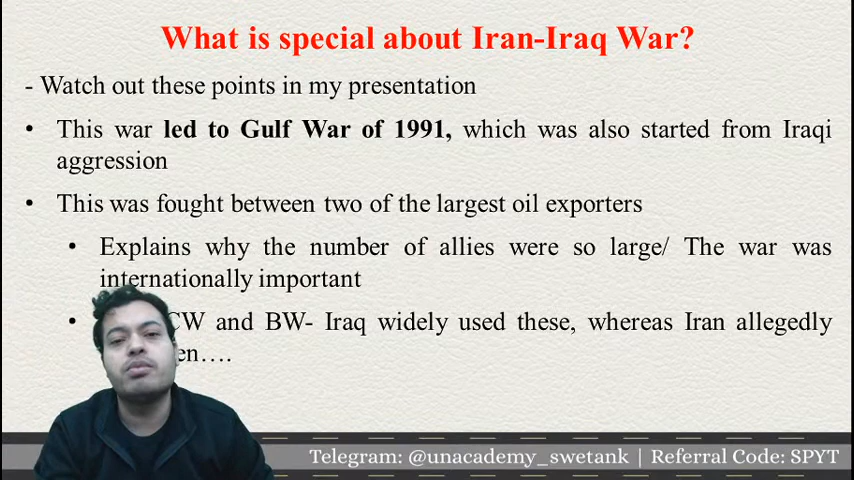 What is special about Iran-Iraq War?
- Watch out these points in my presentation
• This war led to Gulf War of 1991, which was also started from Iraqi
aggression
• This was fought between two of the largest oil exporters
• Explains why the number of allies were so large/ The war was
internationally important
• CW and BW- Iraq widely used these, whereas Iran allegedly
Telegram: @unacademy_swetank | Referral Code: SPYT